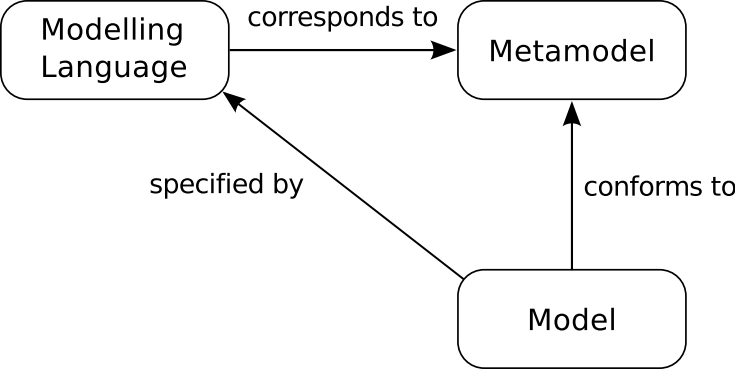 corresponds to
Modelling
Language
Metamodel
specified by
conforms to
Model